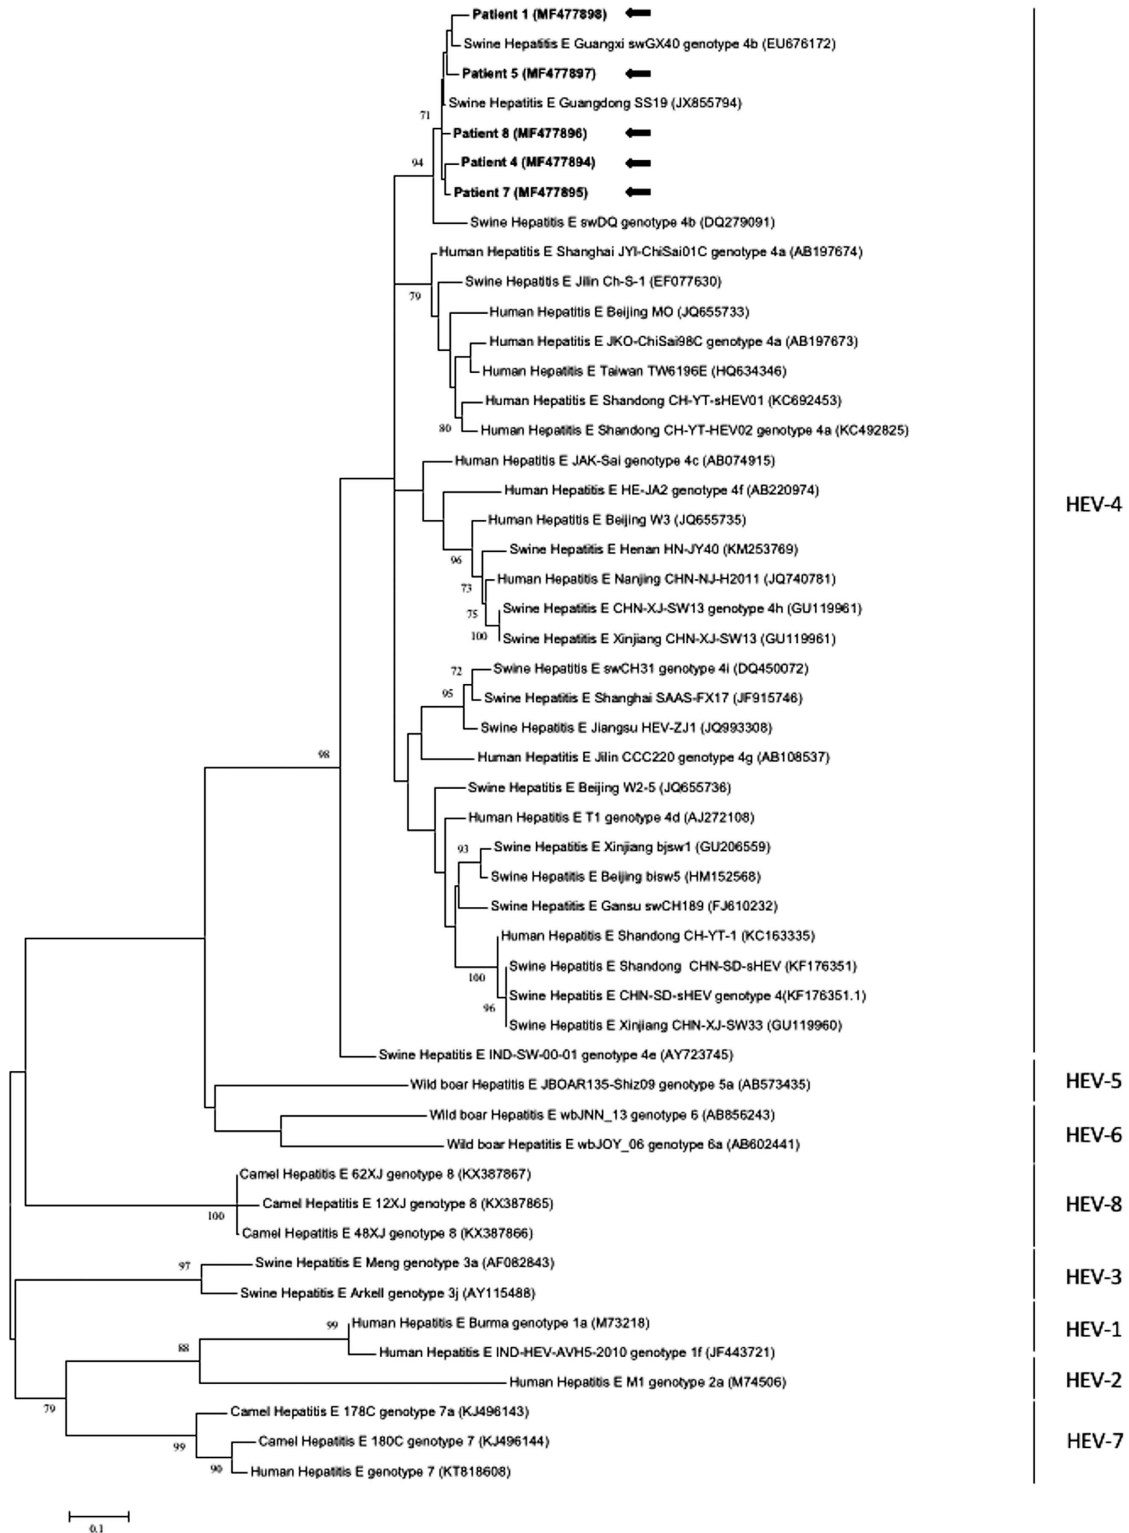 Patient 1 (MF477898)
Swine Hepatitis E Guangxi swGX40 genotype 4b (EU676172)
Patient 5 (MF477897)
Swine Hepatitis E Guangdong SS19 (JX855794)
71
Patient 8 (MF477896)
94
Patient 4 (MF477894)
Patient 7 (MF477895)
Swine Hepatitis E swDQ genotype 4b (DQ279091)
Human Hepatitis E Shanghai JYI-ChiSai01C genotype 4a (AB197674)
Swine Hepatitis E Jilin Ch-S-1 (EF077630)
79
Human Hepatitis E Beijing MO (JQ655733)
Human Hepatitis E JKO-ChiSai98C genotype 4a (AB197673)
Human Hepatitis E Taiwan TW6196E (HQ634346)
Human Hepatitis E Shandong CH-YT-sHEV01 (KC692453)
80
Human Hepatitis E Shandong CH-YT-HEV02 genotype 4a (KC492825)
Human Hepatitis E JAK-Sai genotype 4c (AB074915)
Human Hepatitis E HE-JA2 genotype 4f (AB220974)
HEV-4
Human Hepatitis E Beijing W3 (JQ655735)
Swine Hepatitis E Henan HN-JY40 (KM253769)
96
Human Hepatitis E Nanjing CHN-NJ-H2011 (JQ740781)
73
Swine Hepatitis E CHN-XJ-SW13 genotype 4h (GU119961)
75
Swine Hepatitis E Xinjiang CHN-XJ-SW13 (GU119961)
100
Swine Hepatitis E swCH31 genotype 4i (DQ450072)
72
Swine Hepatitis E Shanghai SAAS-FX17 (JF915746)
95
Swine Hepatitis E Jiangsu HEV-ZJ1 (JQ993308)
Human Hepatitis E Jilin CCC220 genotype 4g (AB108537)
98
Swine Hepatitis E Beijing W2-5 (JQ655736)
Human Hepatitis E T1 genotype 4d (AJ272108)
Swine Hepatitis E Xinjiang bjsw1 (GU206559)
93
Swine Hepatitis E Beijing bisw5 (HM152568)
Swine Hepatitis E Gansu swCH189 (FJ610232)
Human Hepatitis E Shandong CH-YT-1 (KC163335)
Swine Hepatitis E Shandong CHN-SD-sHEV (KF176351)
100
Swine Hepatitis E CHN-SD-sHEV genotype 4(KF176351.1)
96
Swine Hepatitis E Xinjiang CHN-XJ-SW33 (GU119960)
Swine Hepatitis E IND-SW-00-01 genotype 4e (AY723745)
Wild boar Hepatitis E JBOAR135-Shiz09 genotype 5a (AB573435)
HEV-5
Wild boar Hepatitis E wbJNN_13 genotype 6 (AB856243)
HEV-6
Wild boar Hepatitis E wbJOY_06 genotype 6a (AB602441)
Camel Hepatitis E 62XJ genotype 8 (KX387867)
Camel Hepatitis E 12XJ genotype 8 (KX387865)
HEV-8
100
Camel Hepatitis E 48XJ genotype 8 (KX387866)
Swine Hepatitis E Meng genotype 3a (AF082843)
97
HEV-3
Swine Hepatitis E Arkell genotype 3j (AY115488)
Human Hepatitis E Burma genotype 1a (M73218)
99
HEV-1
Human Hepatitis E IND-HEV-AVH5-2010 genotype 1f (JF443721)
88
Human Hepatitis E M1 genotype 2a (M74506)
HEV-2
79
Camel Hepatitis E 178C genotype 7a (KJ496143)
Camel Hepatitis E 180C genotype 7 (KJ496144)
HEV-7
99
Human Hepatitis E genotype 7 (KT818608)
90
0.1